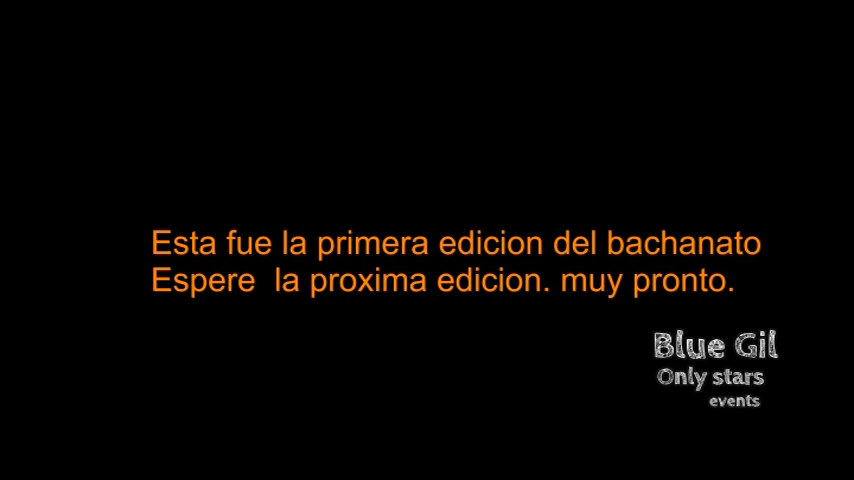 Esta fue la primera edicion del bachanato
Espere  la proxima edicion. muy pronto.
Blue Gil
Only stars
events